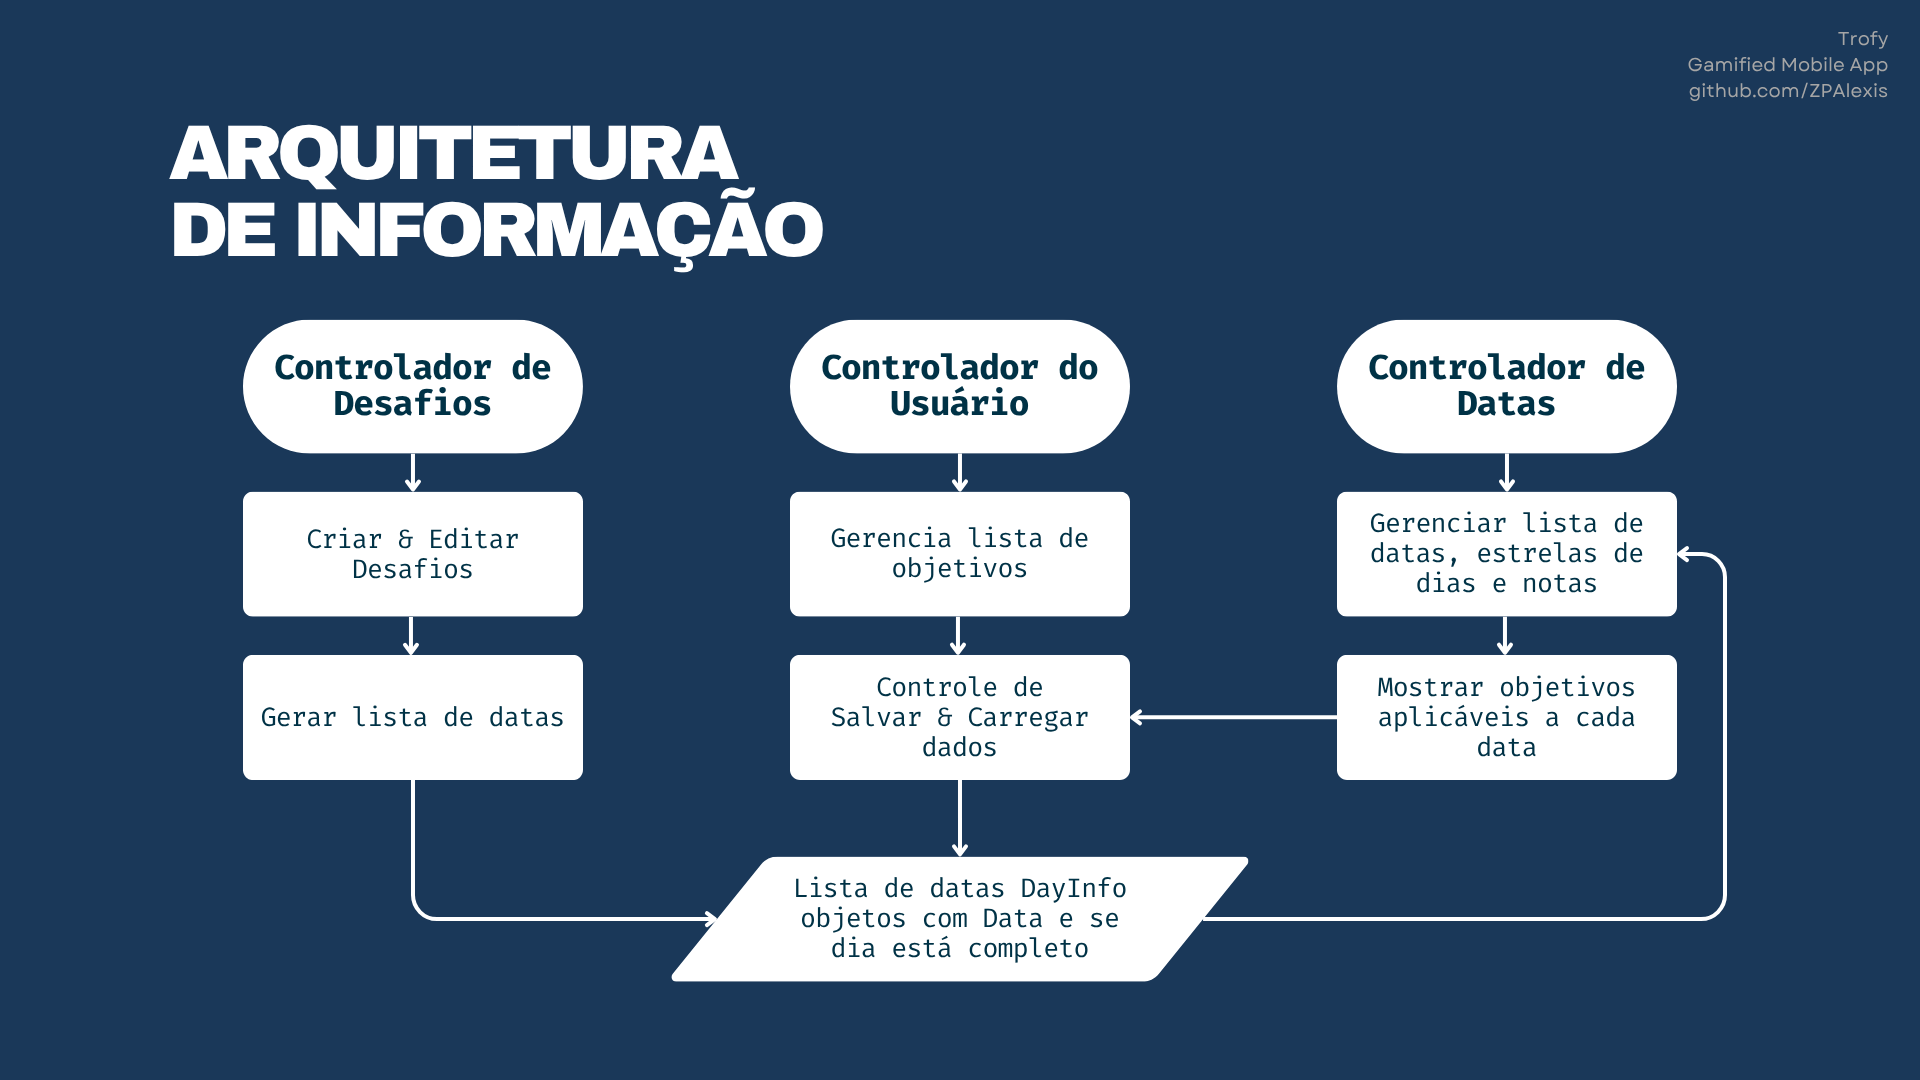 Trofy
Gamified Mobile App
github.com/ZPAlexis
ARQUITETURA
DE INFORMAÇÃO
Controlador de
Desafios
Controlador do
Usuário
Controlador de
Datas
Criar & Editar
Desafios
Gerencia lista de
objetivos
Gerenciar lista de
datas, estrelas de
dias e notas
Gerar lista de datas
Controle de
Salvar & Carregar
dados
Mostrar objetivos
aplicáveis a cada
data
Lista de datas DayInfo
objetos com Data e se
dia está completo